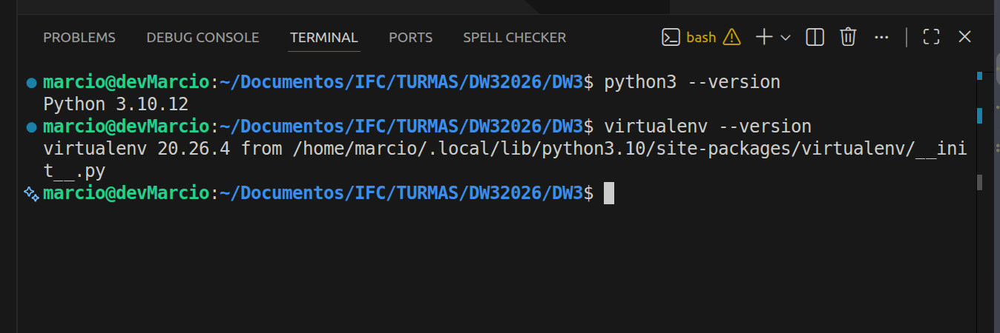 PROBLEMS DEBUG CONSOLE TERMINAL PORTS SPELL CHECKER bash
marcio@devMarcio:~/Documentos/IFC/TURMAS/DW32026/DW3$ python3 --version
Python 3.10.12
marcio@devMarcio:~/Documentos/IFC/TURMAS/DW32026/DW3$ virtualenv --version
virtualenv 20.26.4 from /home/marcio/.local/lib/python3.10/site-packages/virtualenv/__ini
t__.py
marcio@devMarcio:~/Documentos/IFC/TURMAS/DW32026/DW3$